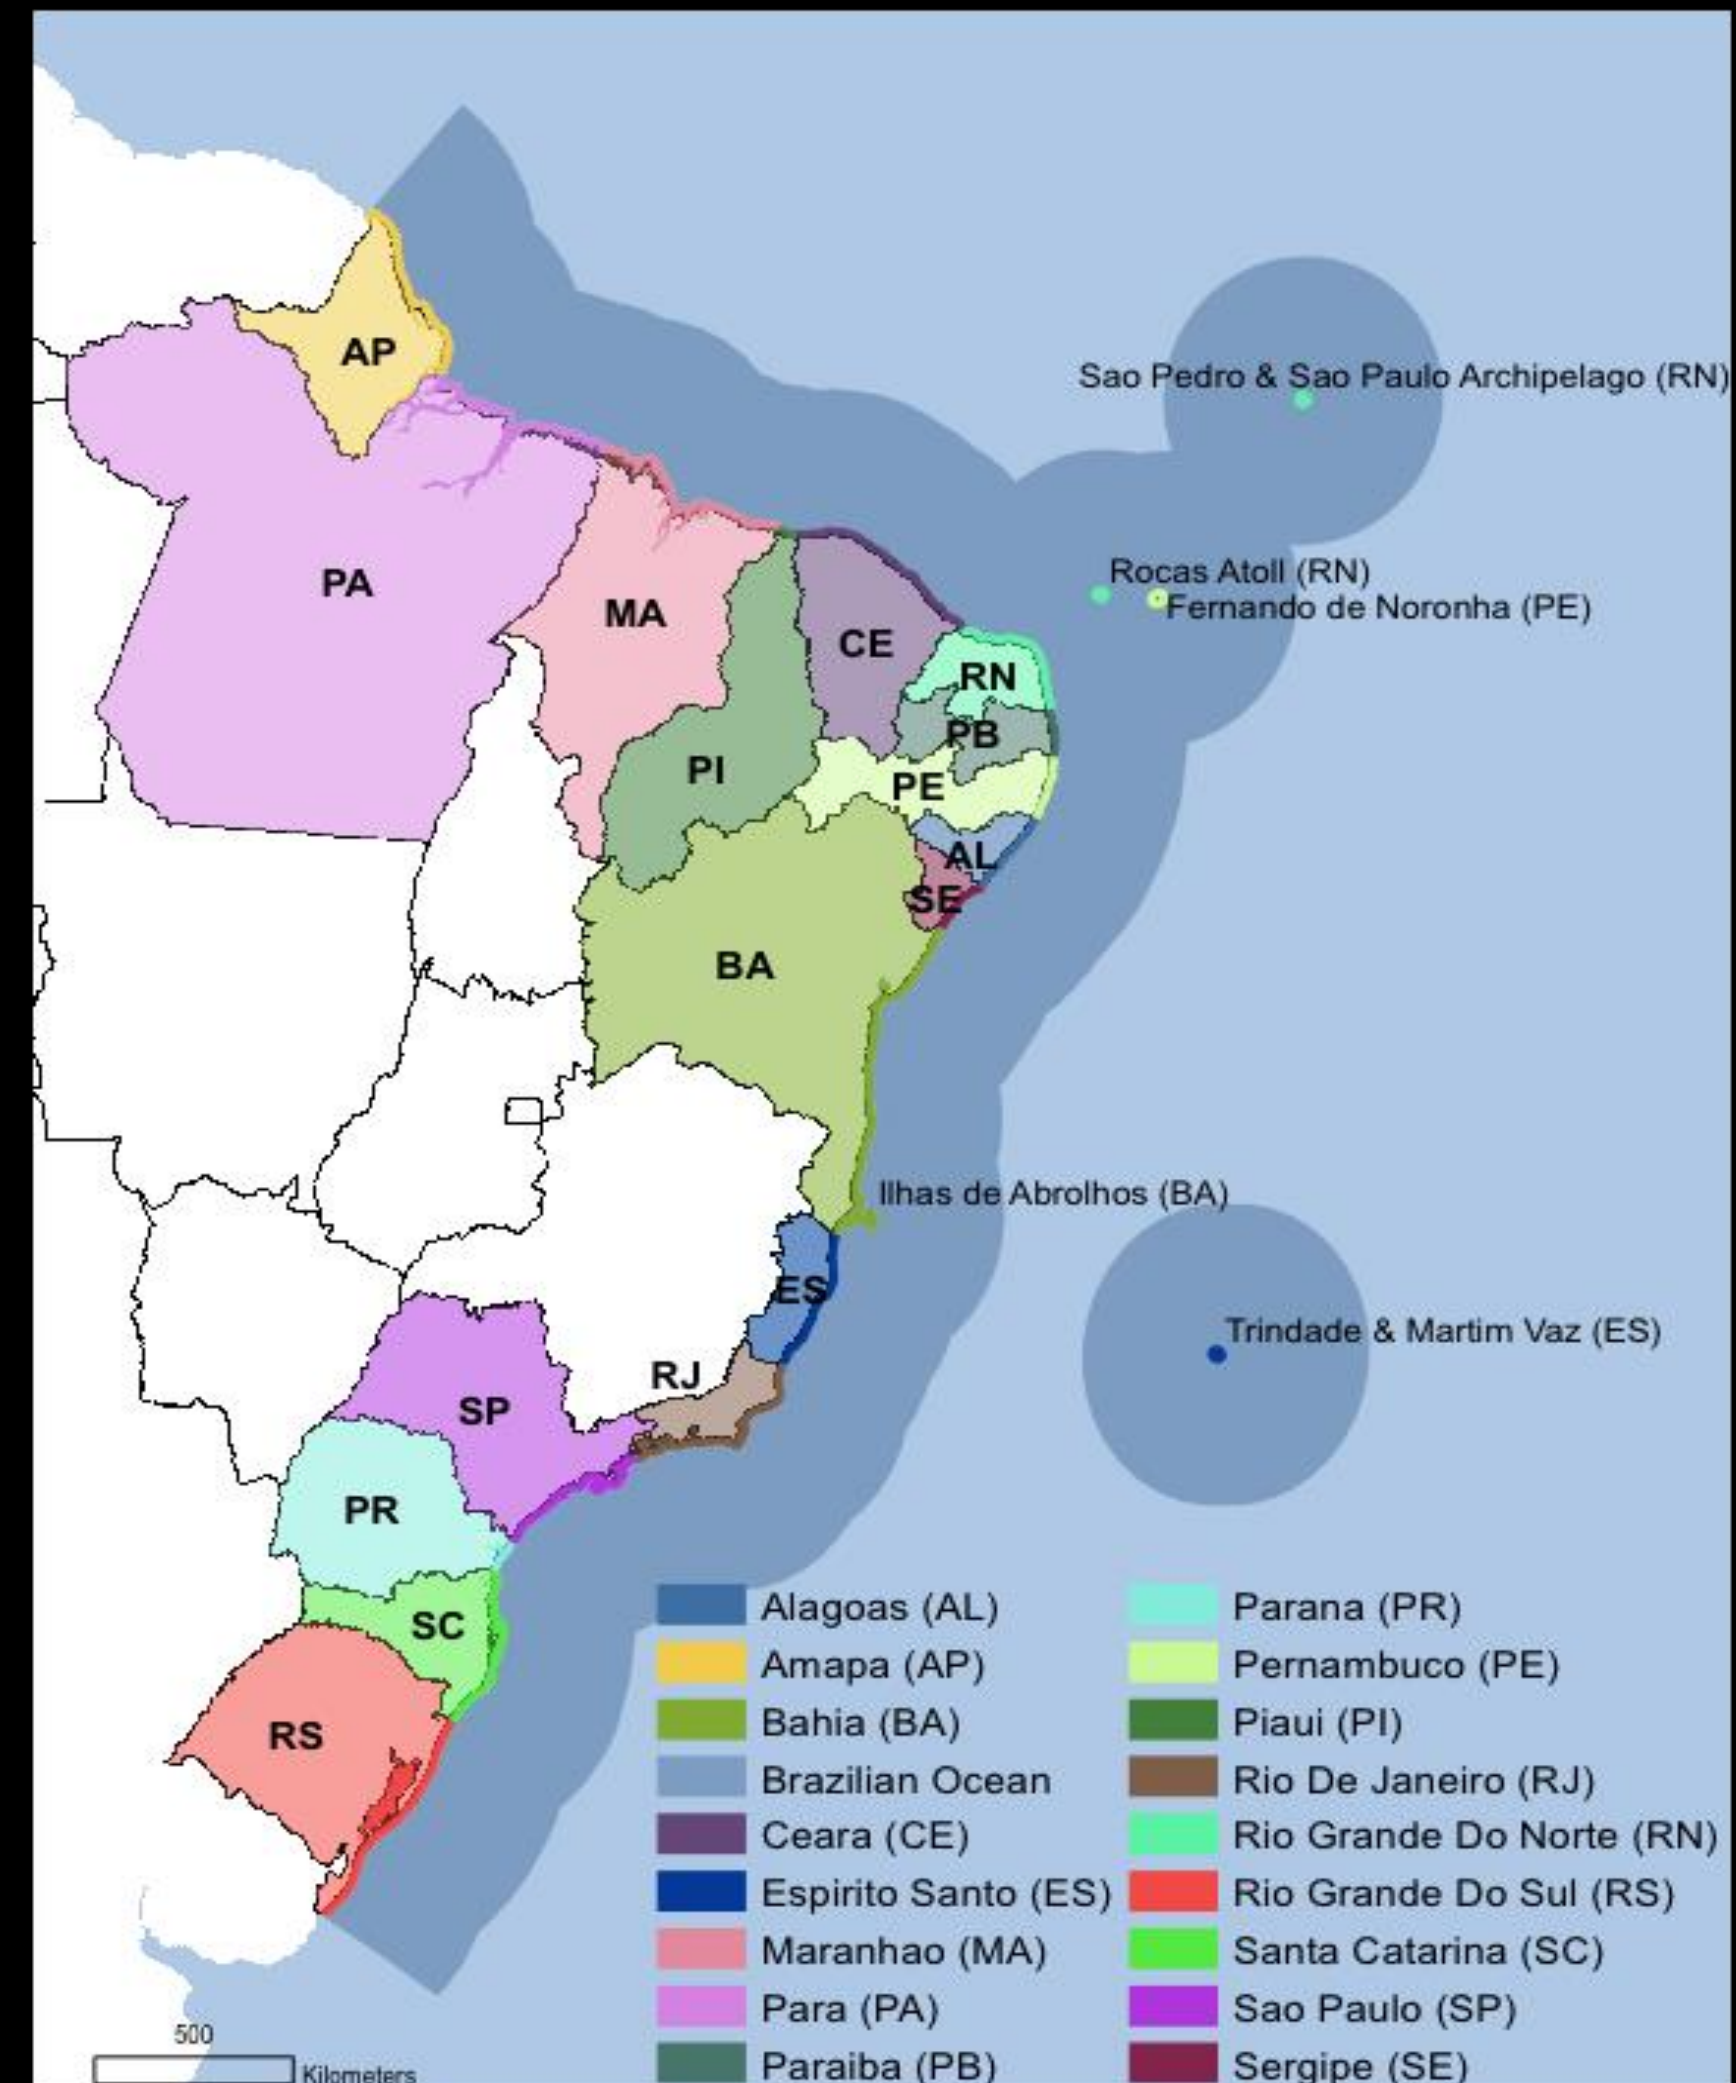 AP
Sao Pedro & Sao Paulo Archipelago (RN)
PA
Rocas Atoll (RN)
Fernando de Noronha (PE)
MA
CE
RN
PB
PI
PE
AL
SE
BA
Ilhas de Abrolhos (BA)
ES
Trindade & Martim Vaz (ES)
RJ
SP
PR
SC
RS
Alagoas (AL)
Amapa (AP)
Bahia (BA)
Brazilian Ocean
Ceara (CE)
Espirito Santo (ES)
Maranhao (MA)
Para (PA)
Paraiba (PB)
Parana (PR)
Pernambuco (PE)
Piaui (PI)
Rio De Janeiro (RJ)
Rio Grande Do Norte (RN)
Rio Grande Do Sul (RS)
Santa Catarina (SC)
Sao Paulo (SP)
Sergipe (SE)
500
Kilometers